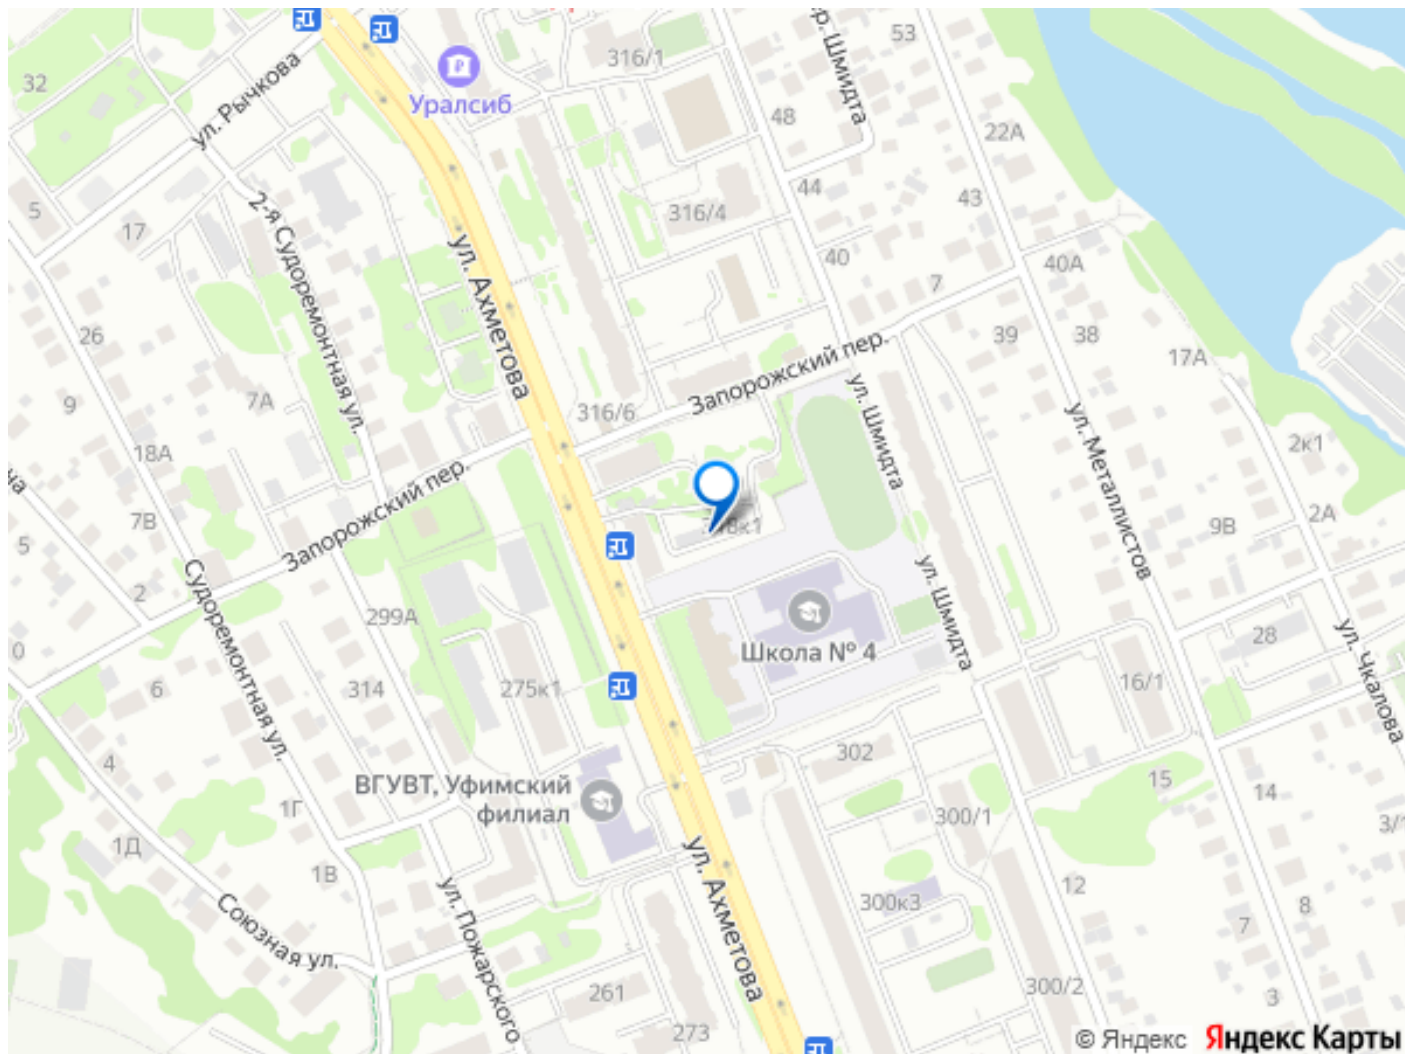 53
316/1
пер. Шмидта
32
ул. Рычкова
Уралсиб
48
22А
44
43
5
17
2-я Судоремонтная ул.
ул. Ахметова
316/4
40
40А
7
26
39
38
17А
Запорожский пер.
9
7А
316/6
ул. Шмидта
ул. Металлистов
18А
2к1
Запорожский пер.
7В
5
2А
9В
Судоремонтная ул.
2
299А
ул. Шмидта
Школа № 4
28
ул. Чкалова
0
6
314
275к1
16/1
302
4
ВГУВТ, Уфимский
филиал
15
14
1Г
300/1
3/1
1Д
1В
ул. Ахметова
12
300к3
8
7
Союзная ул.
ул. Пожарского
261
300/2
3
273
© Яндекс Яндекс Карты